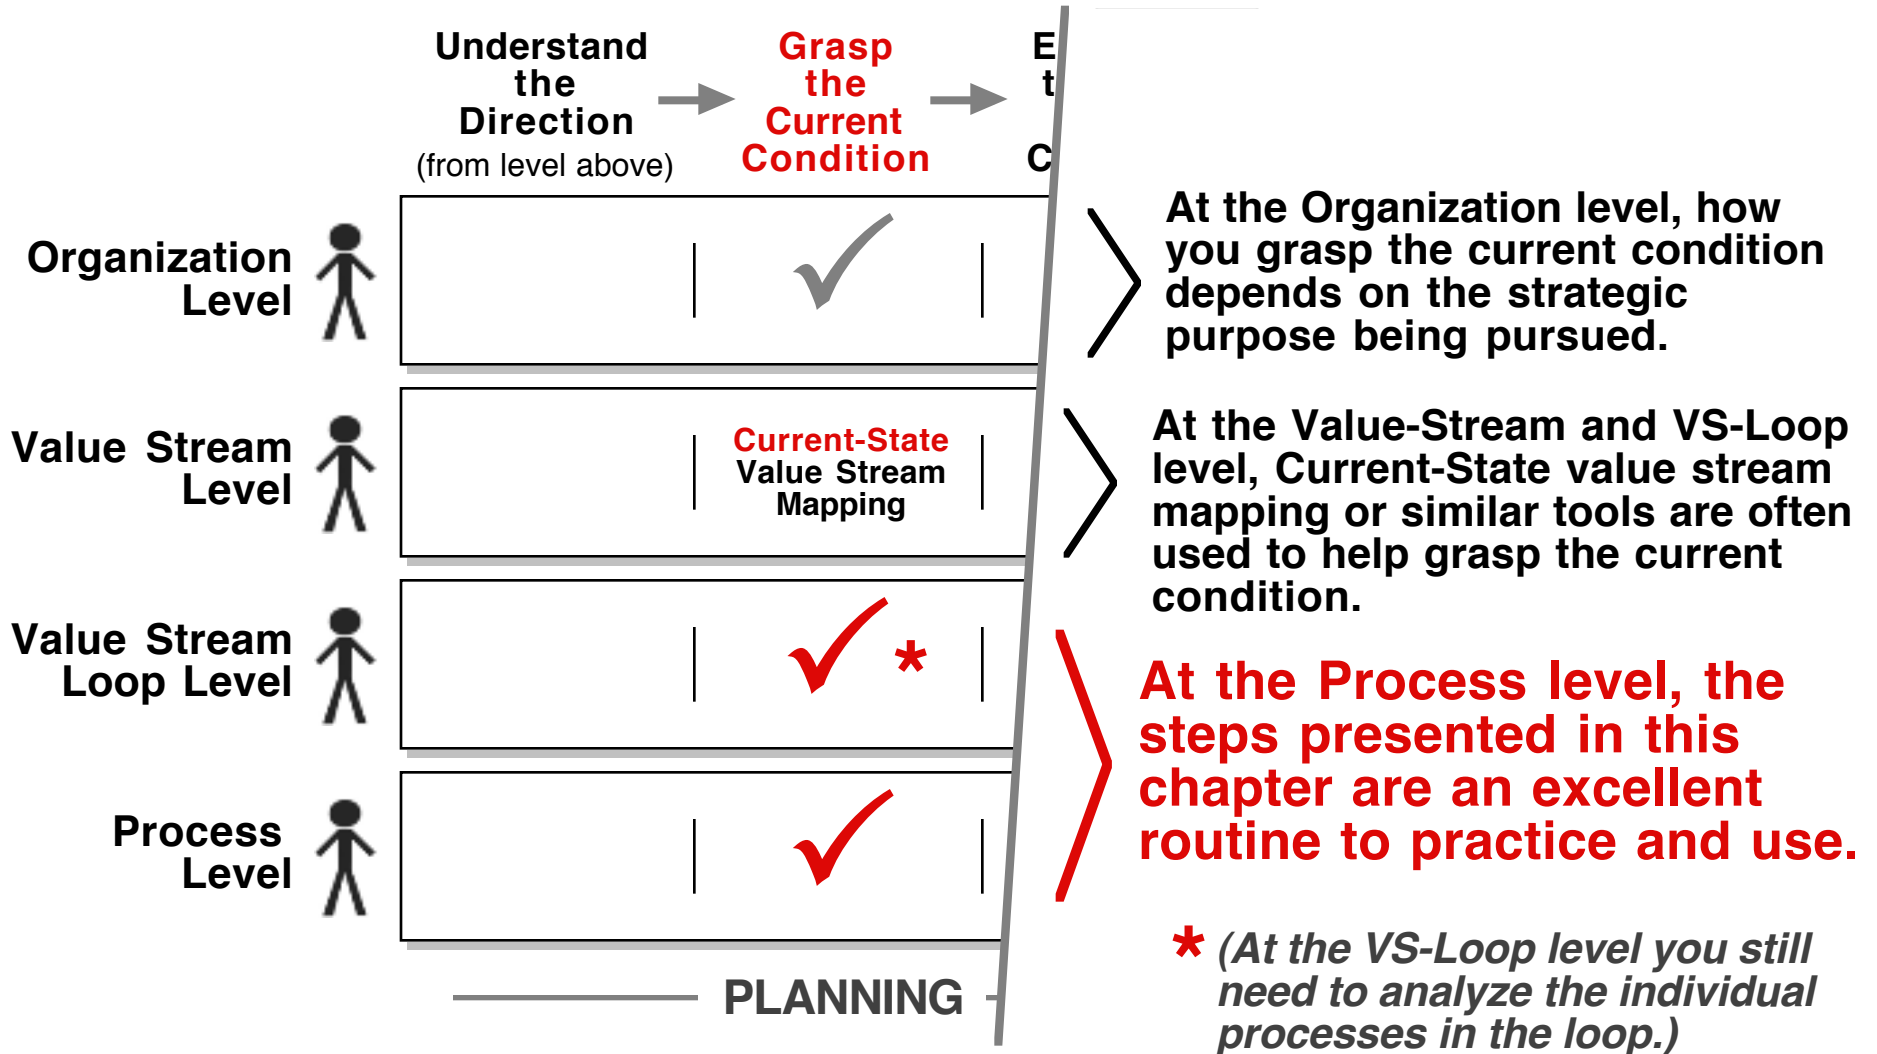 Understand
the
Direction
(from level above)
Grasp
the
Current
Condition
E
t
C
Organization
Level
At the Organization level, how
you grasp the current condition
depends on the strategic
purpose being pursued.
Value Stream
Level
Current-State
Value Stream
Mapping
At the Value-Stream and VS-Loop
level, Current-State value stream
mapping or similar tools are often
used to help grasp the current
condition.
Value Stream
Loop Level
*
At the Process level, the
steps presented in this
chapter are an excellent
routine to practice and use.
Process
Level
* (At the VS-Loop level you still
need to analyze the individual
processes in the loop.)
PLANNING